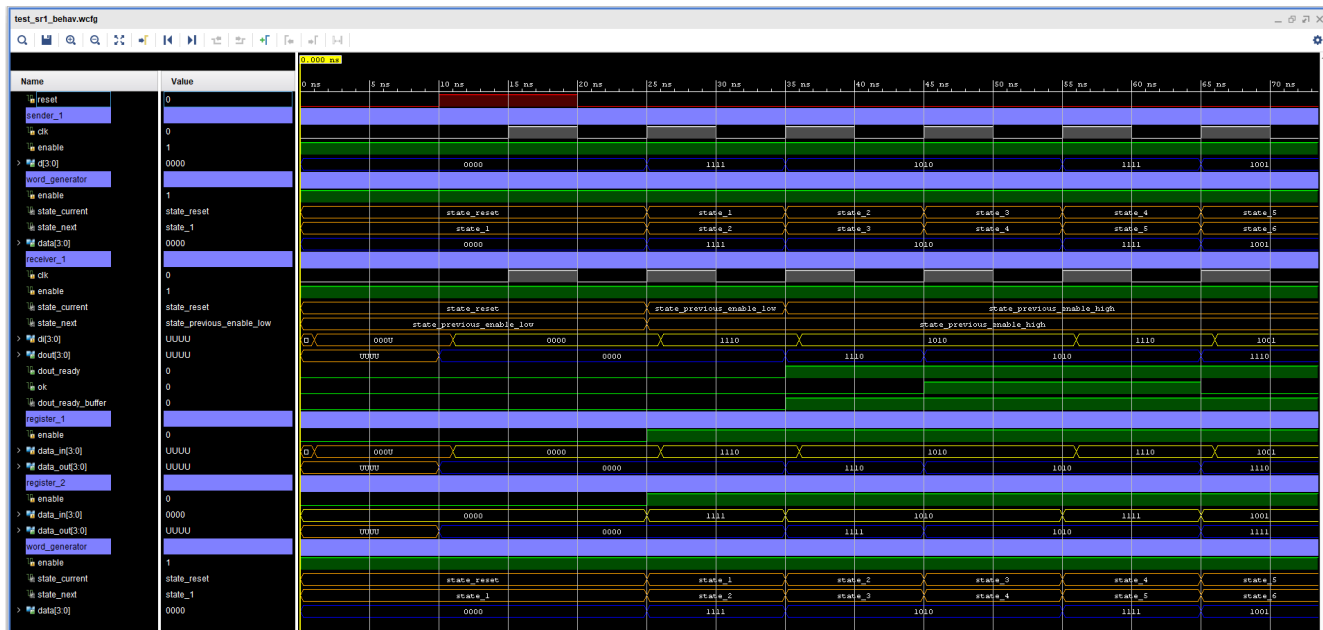 test_sr1_behav.wcfg
0.000 ns
Name Value
0 ns 5 ns 10 ns 15 ns 20 ns 25 ns 30 ns 35 ns 40 ns 45 ns 50 ns 55 ns 60 ns 65 ns 70 ns
reset 0
sender_1
clk 0
enable 1
d[3:0] 0000 0000 1111 1010 1111 1001
word_generator
enable 1
state_current state_reset state_reset state_1 state_2 state_3 state_4 state_5
state_next state_1 state_1 state_2 state_3 state_4 state_5 state_6
data[3:0] 0000 0000 1111 1010 1111 1001
receiver_1
clk 0
enable 1
state_current state_reset state_reset state_previous_enable_low state_previous_enable_high
state_next state_previous_enable_low state_previous_enable_low state_previous_enable_high
di[3:0] UUUU 000U 0000 1110 1010 1110 1001
dout[3:0] UUUU UUUU 0000 1110 1010 1110
dout_ready 0
ok 0
dout_ready_buffer 0
register_1
enable 0
data_in[3:0] UUUU 000U 0000 1110 1010 1110 1001
data_out[3:0] UUUU UUUU 0000 1110 1010 1110
register_2
enable 0
data_in[3:0] 0000 0000 1111 1010 1111 1001
data_out[3:0] UUUU UUUU 0000 1111 1010 1111
word_generator
enable 1
state_current state_reset state_reset state_1 state_2 state_3 state_4 state_5
state_next state_1 state_1 state_2 state_3 state_4 state_5 state_6
data[3:0] 0000 0000 1111 1010 1111 1001